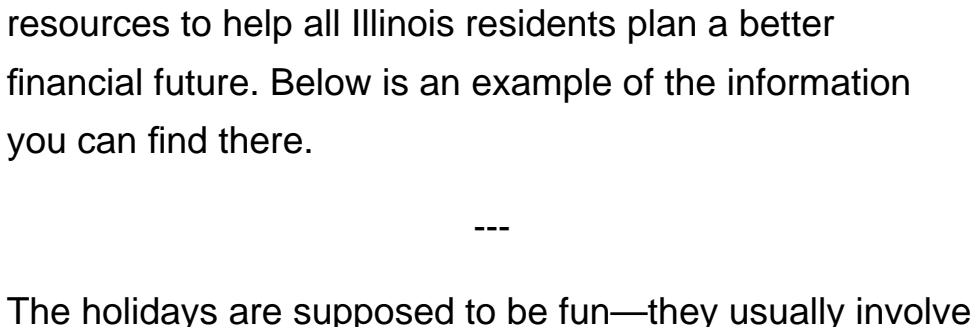 resources to help all Illinois residents plan a better
financial future. Below is an example of the information
you can find there.
---
The holidays are supposed to be fun—they usually involve